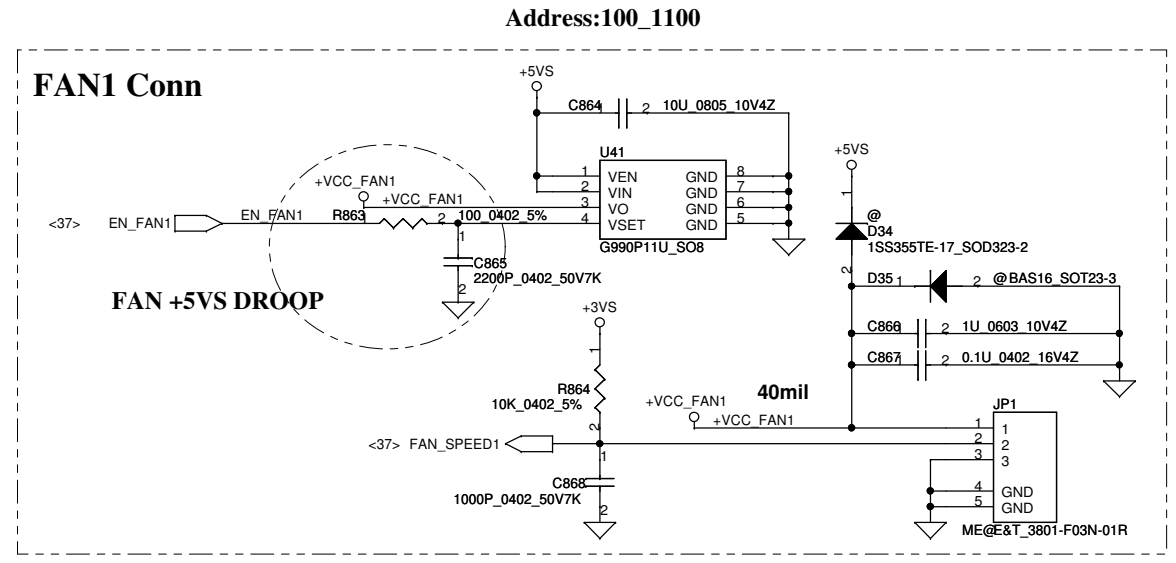 Address:100_1100
FAN1 Conn
+5VS
C864 1 2 10U_0805_10V4Z
U41
1 VEN GND 8
2 VIN GND 7
3 VO GND 6
4 VSET GND 5
G990P11U_SO8
+VCC_FAN1
+VCC_FAN1
<37> EN_FAN1 EN_FAN1 R863 1 2 100_0402_5%
1
C865
2200P_0402_50V7K
2
FAN +5VS DROOP
+5VS
1
@
D34
1SS355TE-17_SOD323-2
2
D35 1 2 @BAS16_SOT23-3
C866 1 2 1U_0603_10V4Z
C867 1 2 0.1U_0402_16V4Z
+3VS
1
R864
10K_0402_5%
2
40mil
+VCC_FAN1
+VCC_FAN1
<37> FAN_SPEED1
1
C868
1000P_0402_50V7K
2
JP1
1 1
2 2
3 3
4 GND
5 GND
ME@E&T_3801-F03N-01R